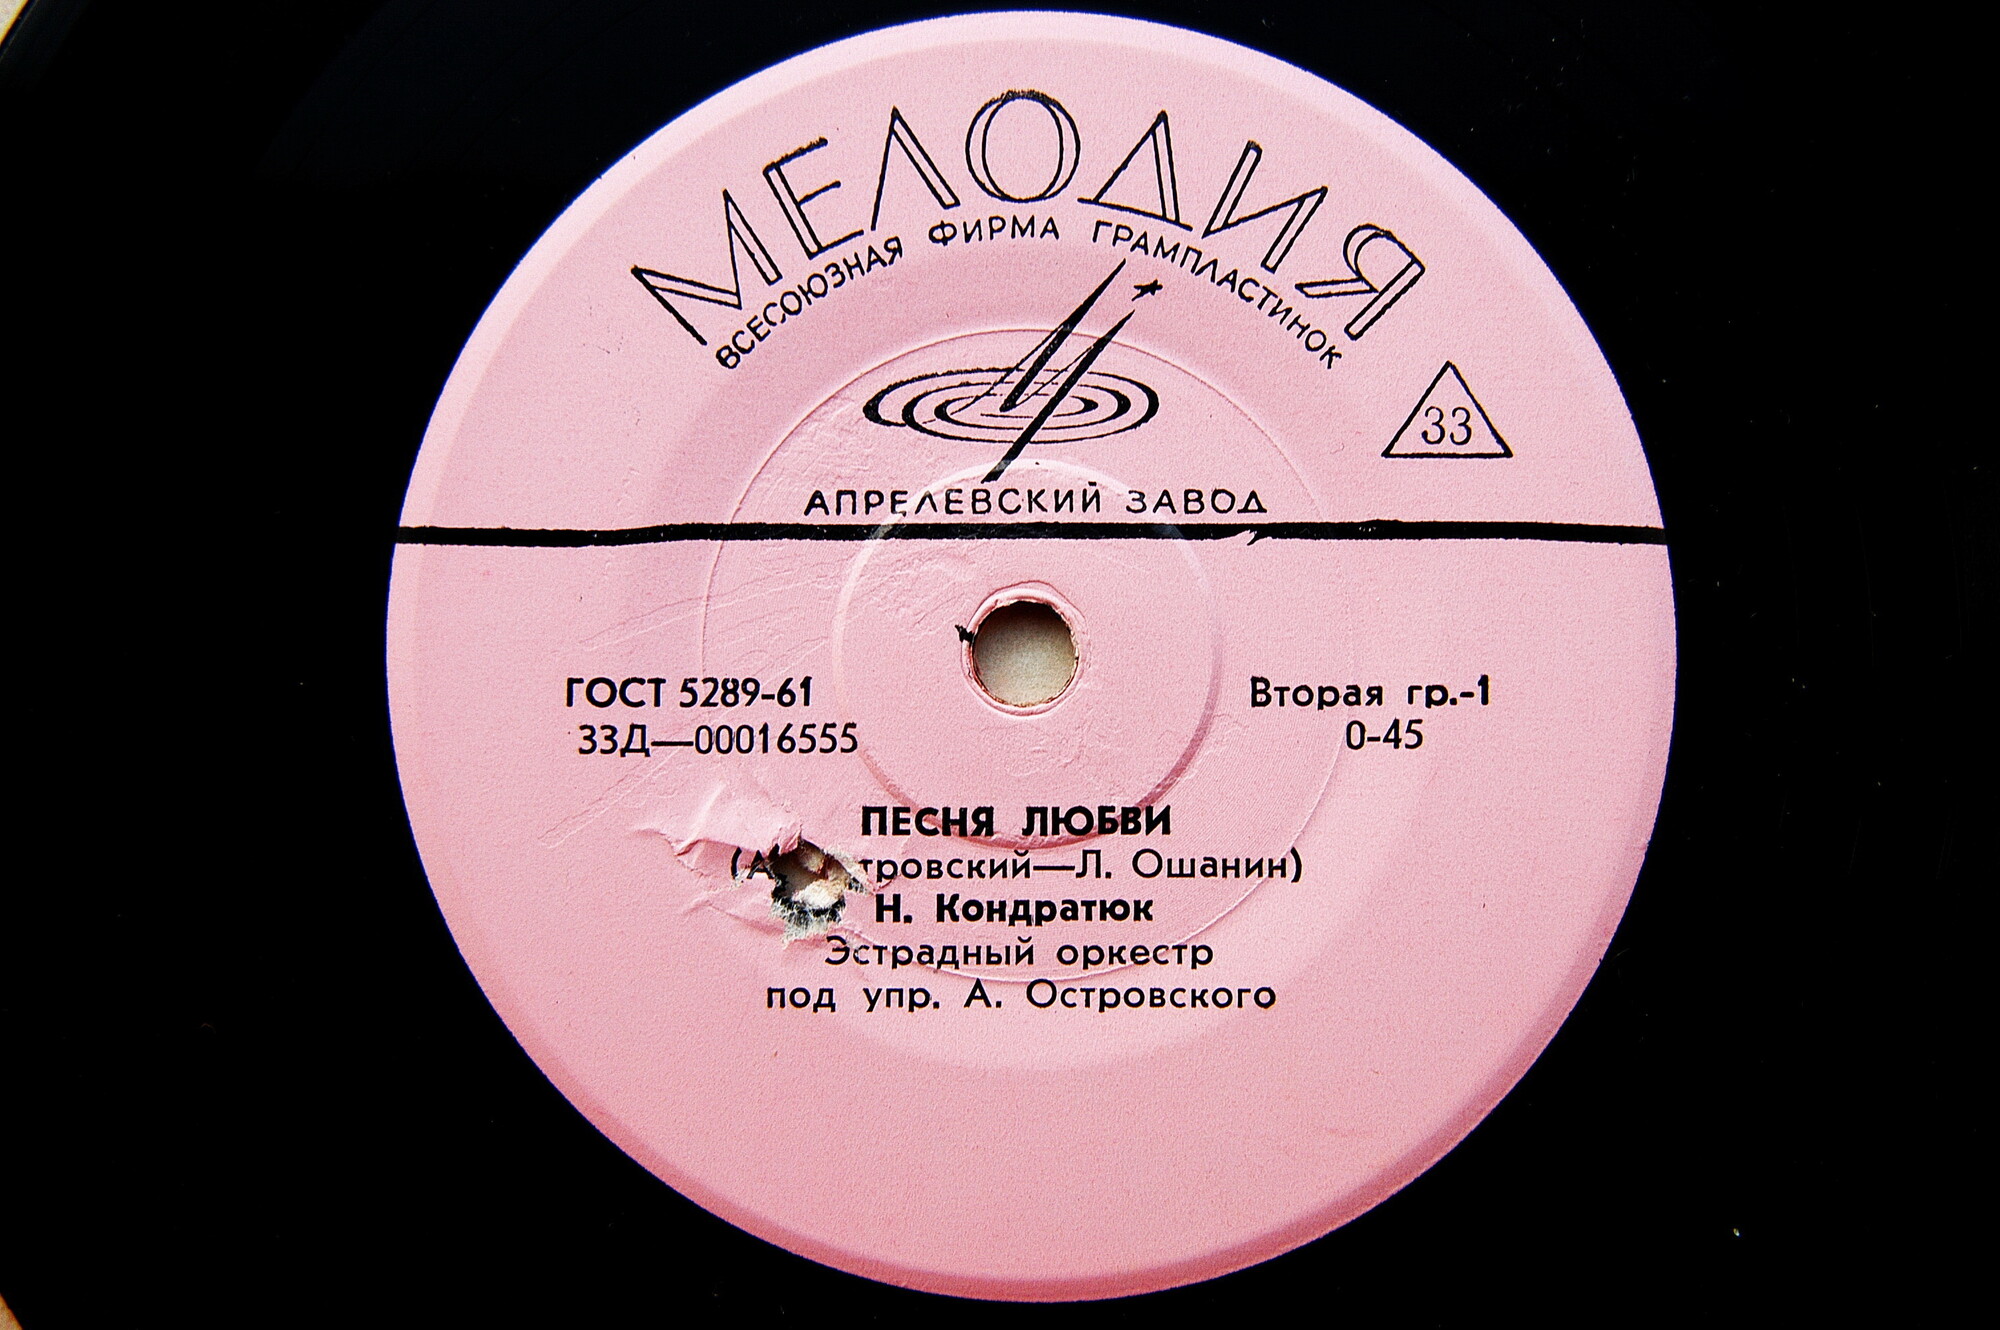 МЕЛОДИЯ
ВСЕСОЮЗНАЯ ФИРМА ГРАМПЛАСТИНОК
33
АПРЕЛЕВСКИЙ ЗАВОД
ГОСТ 5289-61
Вторая гр.-1
33Д—00016555
0-45
ПЕСНЯ ЛЮБВИ
Л. Ошанин)
Н. Кондратюк
Эстрадный оркестр
под упр. А. Островского